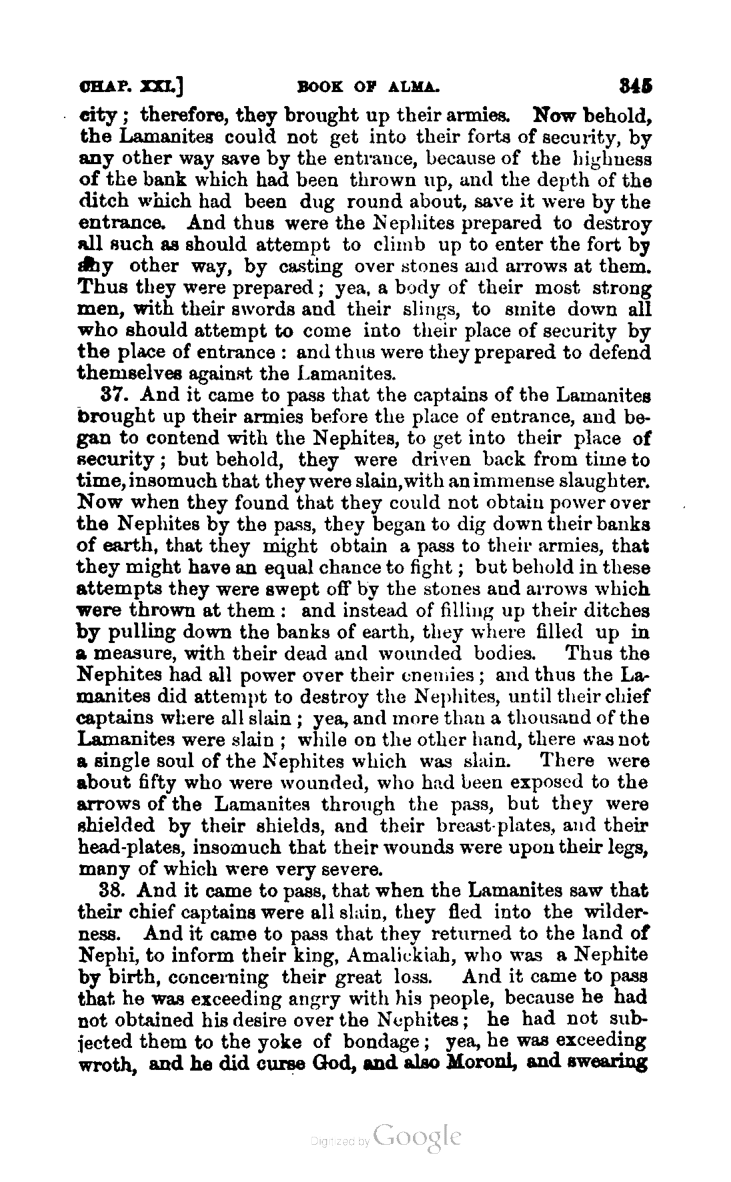 CHAP. XXI.] BOOK OF ALMA. 345
city; therefore, they brought up their armies. Now behold,
the Lamanites could not get into their forts of security, by
any other way save by the entrance, because of the highness
of the bank which had been thrown up, and the depth of the
ditch which had been dug round about, save it were by the
entrance. And thus were the Nephites prepared to destroy
all such as should attempt to climb up to enter the fort by
any other way, by casting over stones and arrows at them.
Thus they were prepared; yea, a body of their most strong
men, with their swords and their slings, to smite down all
who should attempt to come into their place of security by
the place of entrance: and thus were they prepared to defend
themselves against the Lamanites.
37. And it came to pass that the captains of the Lamanites
brought up their armies before the place of entrance, and be-
gan to contend with the Nephites, to get into their place of
security; but behold, they were driven back from time to
time, insomuch that they were slain, with an immense slaughter.
Now when they found that they could not obtain power over
the Nephites by the pass, they began to dig down their banks
of earth, that they might obtain a pass to their armies, that
they might have an equal chance to fight; but behold in these
attempts they were swept off by the stones and arrows which
were thrown at them: and instead of filling up their ditches
by pulling down the banks of earth, they where filled up in
a measure, with their dead and wounded bodies. Thus the
Nephites had all power over their enemies; and thus the La-
manites did attempt to destroy the Nephites, until their chief
captains where all slain; yea, and more than a thousand of the
Lamanites were slain; while on the other hand, there was not
a single soul of the Nephites which was slain. There were
about fifty who were wounded, who had been exposed to the
arrows of the Lamanites through the pass, but they were
shielded by their shields, and their breast-plates, and their
head-plates, insomuch that their wounds were upon their legs,
many of which were very severe.
38. And it came to pass, that when the Lamanites saw that
their chief captains were all slain, they fled into the wilder-
ness. And it came to pass that they returned to the land of
Nephi, to inform their king, Amalickiah, who was a Nephite
by birth, concerning their great loss. And it came to pass
that he was exceeding angry with his people, because he had
not obtained his desire over the Nephites; he had not sub-
jected them to the yoke of bondage; yea, he was exceeding
wroth, and he did curse God, and also Moroni, and swearing
Digitized by Google